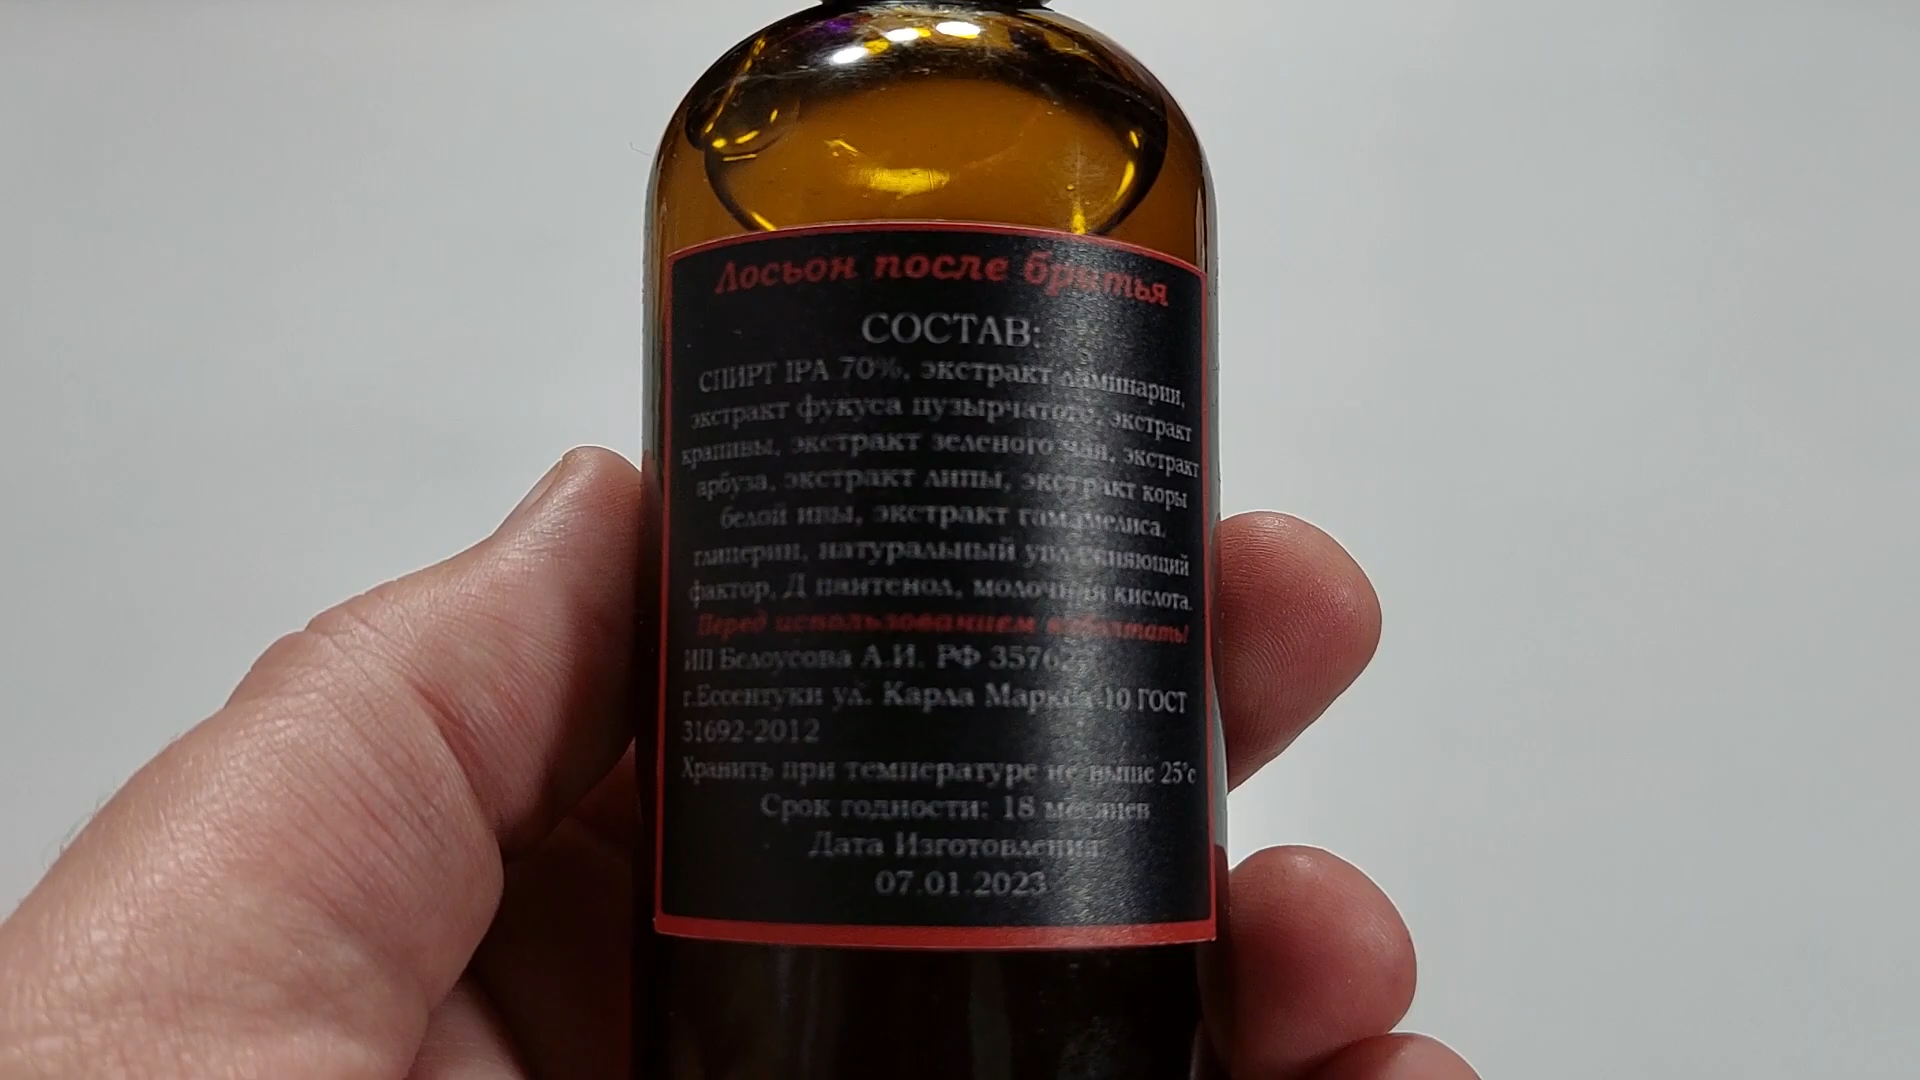 Лосьон после бритья
СОСТАВ:
СПИРТ IPA 70%, экстракт ламинарии,
экстракт фукуса пузырчатого, экстракт
крапивы, экстракт зеленого чая, экстракт
арбуза, экстракт липы, экстракт коры
белой ивы, экстракт гамамелиса,
глицерин, натуральный увлажняющий
фактор, Д пантенол, молочная кислота.
Перед использованием взболтать!
ИП Белоусова А.И. РФ
г.Ессентуки ул. Карла Маркса 10 ГОСТ
31692-2012
Хранить при температуре не выше 25°с
Срок годности: 18 месяцев
Дата Изготовления:
07.01.2023